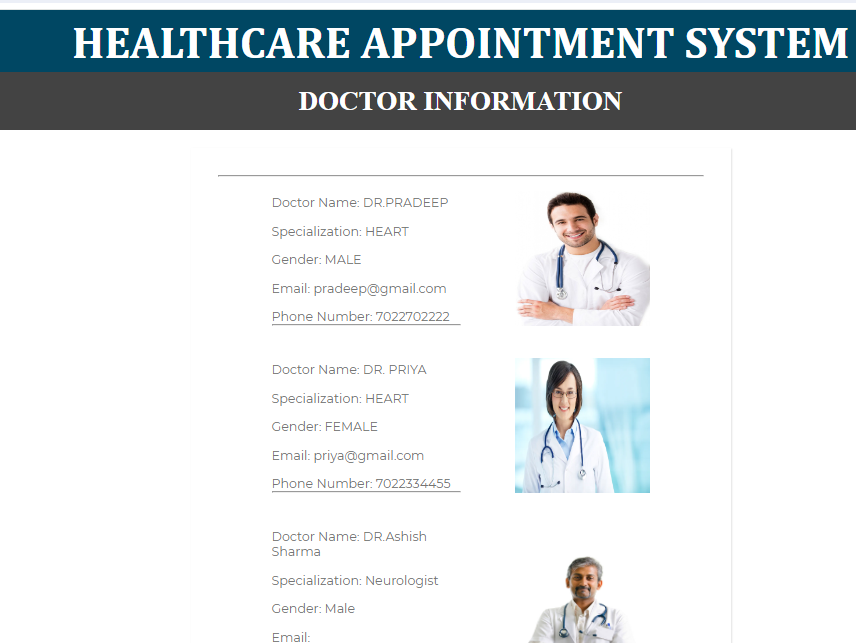 HEALTHCARE APPOINTMENT SYSTEM
DOCTOR INFORMATION
Doctor Name: DR.PRADEEP
Specialization: HEART
Gender: MALE
Email: pradeep@gmail.com
Phone Number: 7022702222
Doctor Name: DR. PRIYA
Specialization: HEART
Gender: FEMALE
Email: priya@gmail.com
Phone Number: 7022334455
Doctor Name: DR.Ashish
Sharma
Specialization: Neurologist
Gender: Male
Email: